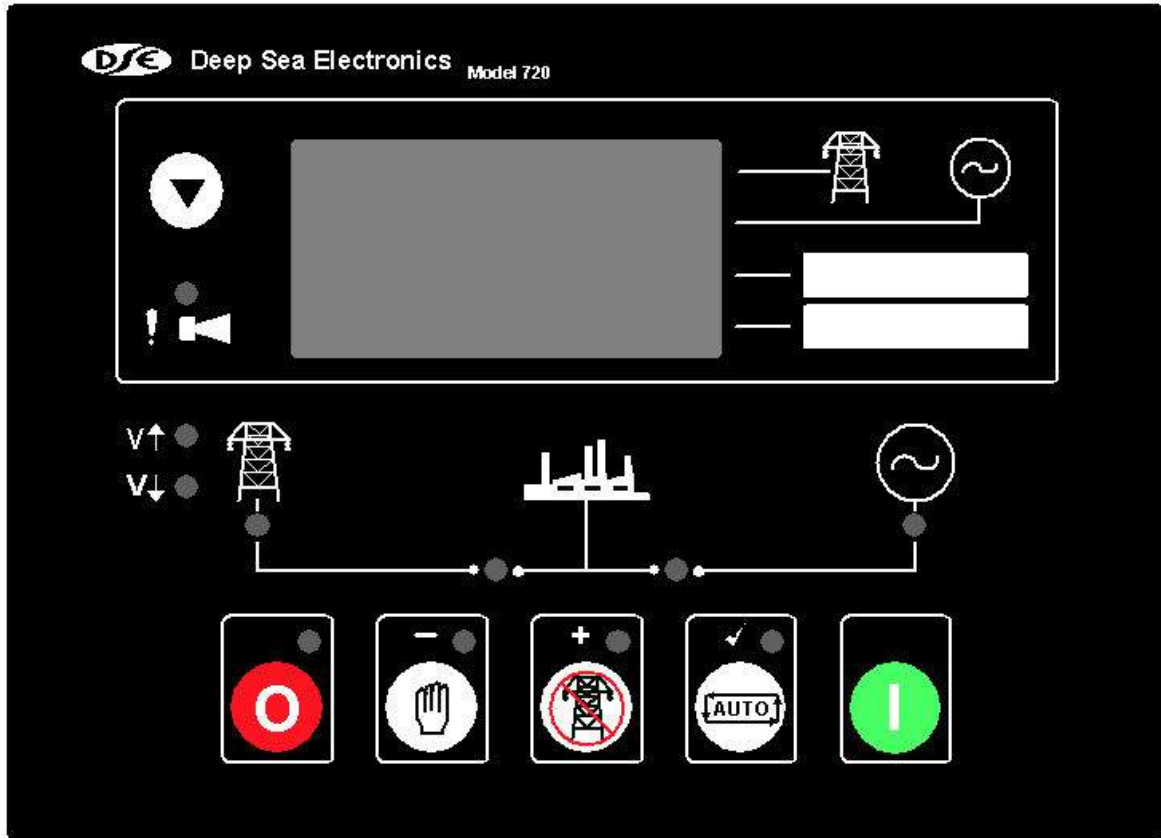 DSE Deep Sea Electronics Model 720
!
V↑
V↓
− + ✓
O AUTO I